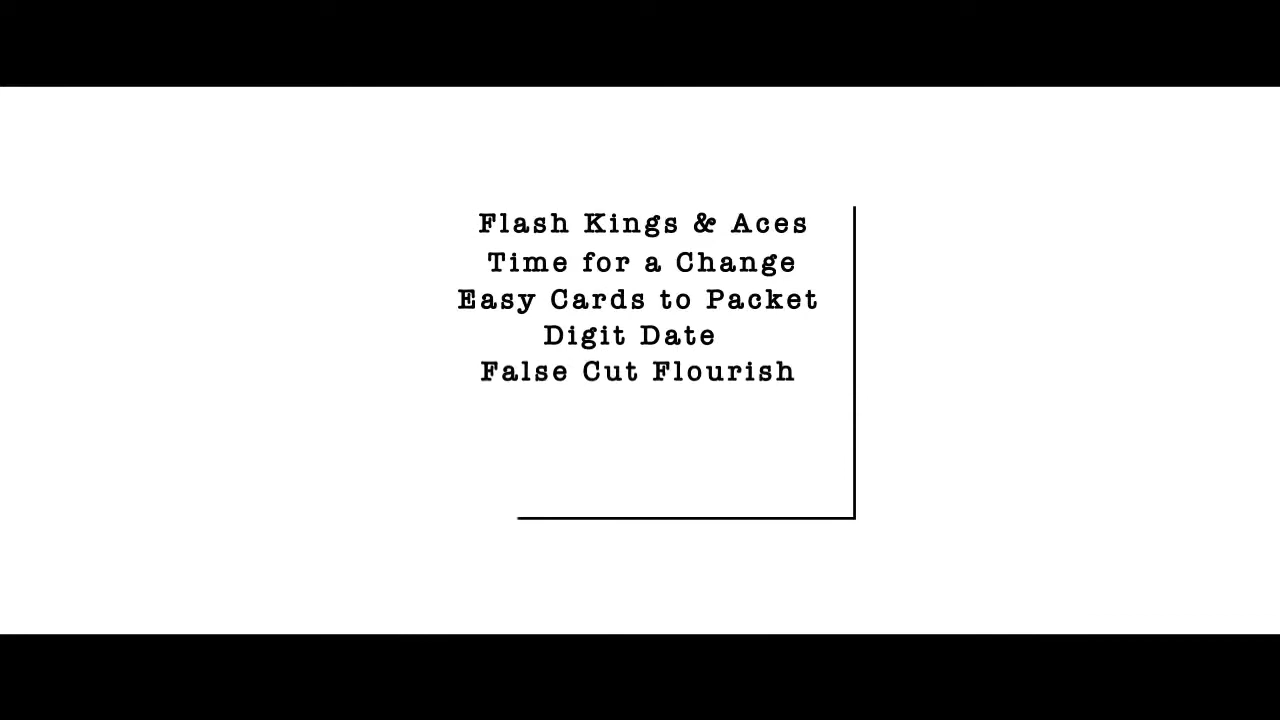 Flash Kings & Aces
Time for a Change
Easy Cards to Packet
Digit Date
False Cut Flourish